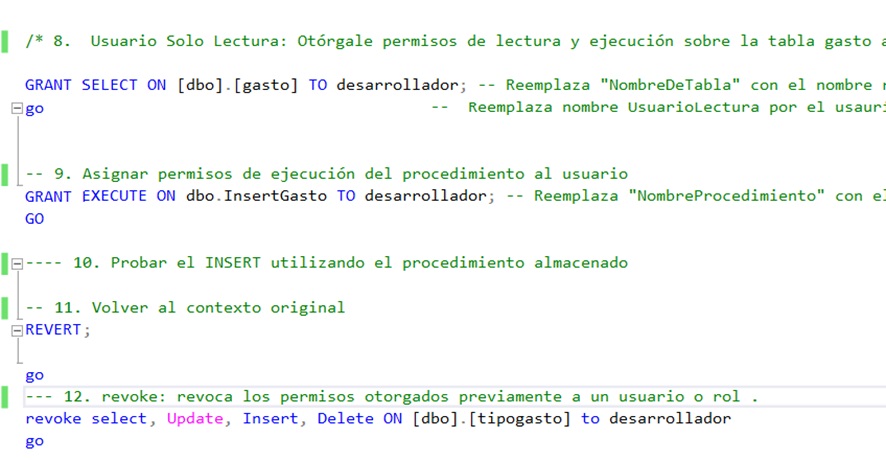 /* 8.  Usuario Solo Lectura: Otórgale permisos de lectura y ejecución sobre la tabla gasto
GRANT SELECT ON [dbo].[gasto] TO desarrollador; -- Reemplaza "NombreDeTabla" con el nombre
go -- Reemplaza nombre UsuarioLectura por el
-- 9. Asignar permisos de ejecución del procedimiento al usuario
GRANT EXECUTE ON dbo.InsertGasto TO desarrollador; -- Reemplaza "NombreProcedimiento" con
GO
---- 10. Probar el INSERT utilizando el procedimiento almacenado
-- 11. Volver al contexto original
REVERT;
go
--- 12. revoke: revoca los permisos otorgados previamente a un usuario o rol .
revoke select, Update, Insert, Delete ON [dbo].[tipogasto] to desarrollador
go